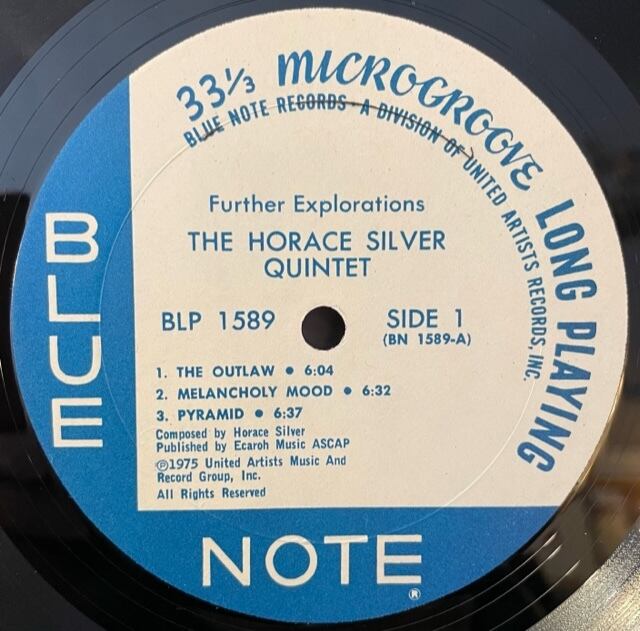 33⅓ MICROGROOVE LONG PLAYING
BLUE NOTE RECORDS • A DIVISION OF UNITED ARTISTS RECORDS, INC.
Further Explorations
THE HORACE SILVER
QUINTET
BLP 1589
SIDE 1
(BN 1589-A)
1. THE OUTLAW • 6:04
2. MELANCHOLY MOOD • 6:32
3. PYRAMID • 6:37
Composed by Horace Silver
Published by Ecaroh Music ASCAP
℗1975 United Artists Music And
Record Group, Inc.
All Rights Reserved
BLUE
NOTE®